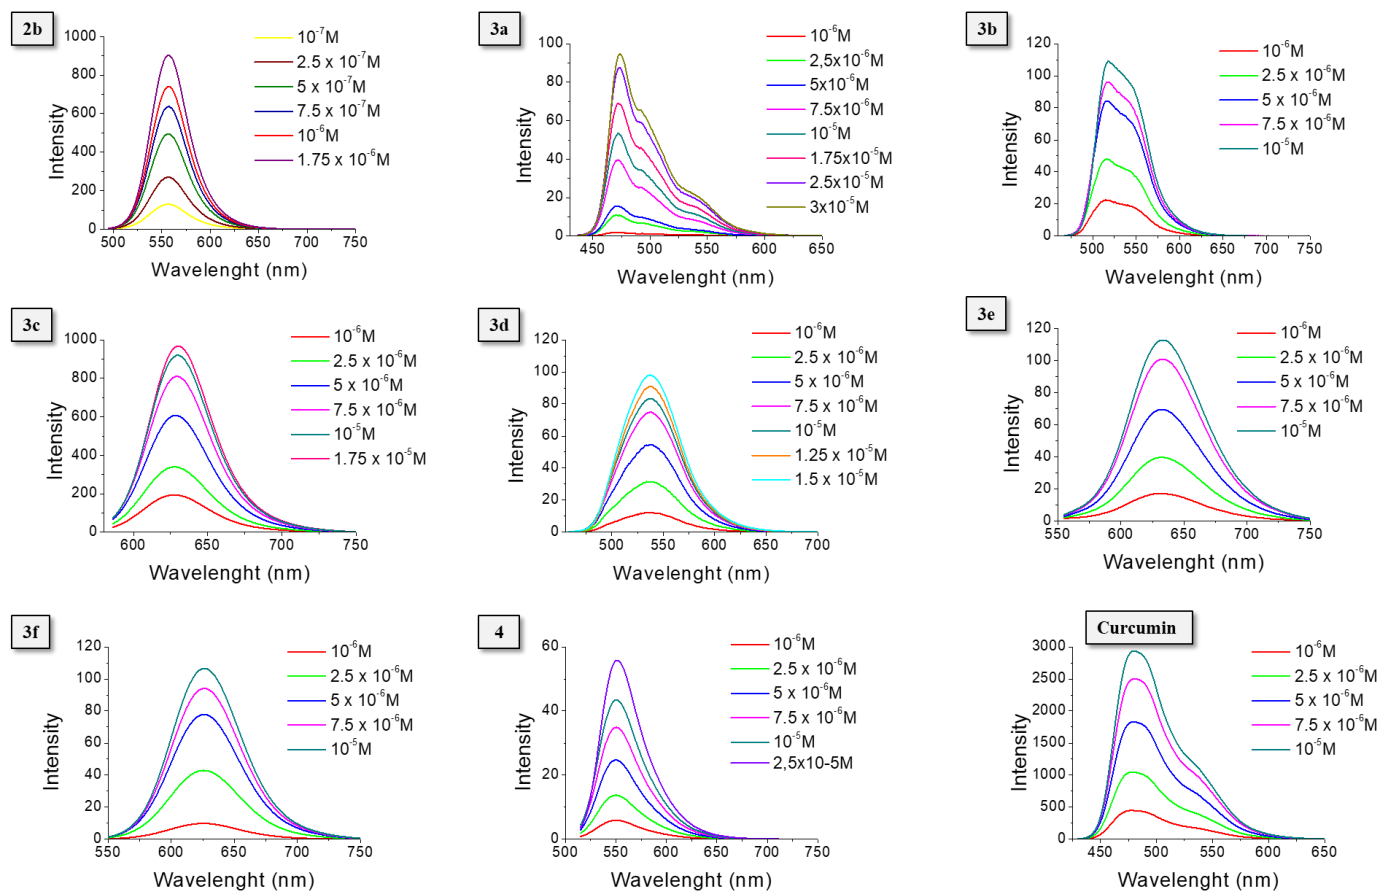 2b
1000
800
600
400
200
0
500 550 600 650 700 750
Intensity
Wavelenght (nm)
10⁻⁷M
2.5 x 10⁻⁷M
5 x 10⁻⁷M
7.5 x 10⁻⁷M
10⁻⁶M
1.75 x 10⁻⁶M
3a
100
80
60
40
20
0
450 500 550 600 650
Intensity
Wavelenght (nm)
10⁻⁶M
2,5x10⁻⁶M
5x10⁻⁶M
7.5x10⁻⁶M
10⁻⁵M
1.75x10⁻⁵M
2.5x10⁻⁵M
3x10⁻⁵M
3b
120
100
80
60
40
20
0
500 550 600 650 700 750
Intensity
Wavelenght (nm)
10⁻⁶M
2.5 x 10⁻⁶M
5 x 10⁻⁶M
7.5 x 10⁻⁶M
10⁻⁵M
3c
1000
800
600
400
200
0
600 650 700 750
Intensity
Wavelenght (nm)
10⁻⁶M
2.5 x 10⁻⁶M
5 x 10⁻⁶M
7.5 x 10⁻⁶M
10⁻⁵M
1.75 x 10⁻⁵M
3d
120
100
80
60
40
20
0
500 550 600 650 700
Intensity
Wavelenght (nm)
10⁻⁶M
2.5 x 10⁻⁶M
5 x 10⁻⁶M
7.5 x 10⁻⁶M
10⁻⁵M
1.25 x 10⁻⁵M
1.5 x 10⁻⁵M
3e
120
100
80
60
40
20
0
550 600 650 700 750
Intensity
Wavelenght (nm)
10⁻⁶M
2.5 x 10⁻⁶M
5 x 10⁻⁶M
7.5 x 10⁻⁶M
10⁻⁵M
3f
120
100
80
60
40
20
0
550 600 650 700 750
Intensity
Wavelenght (nm)
10⁻⁶M
2.5 x 10⁻⁶M
5 x 10⁻⁶M
7.5 x 10⁻⁶M
10⁻⁵M
4
60
40
20
0
500 550 600 650 700 750
Intensity
Wavelenght (nm)
10⁻⁶M
2.5 x 10⁻⁶M
5 x 10⁻⁶M
7.5 x 10⁻⁶M
10⁻⁵M
2,5x10-5M
Curcumin
3000
2500
2000
1500
1000
500
0
450 500 550 600 650
Intensity
Wavelenght (nm)
10⁻⁶M
2.5 x 10⁻⁶M
5 x 10⁻⁶M
7.5 x 10⁻⁶M
10⁻⁵M